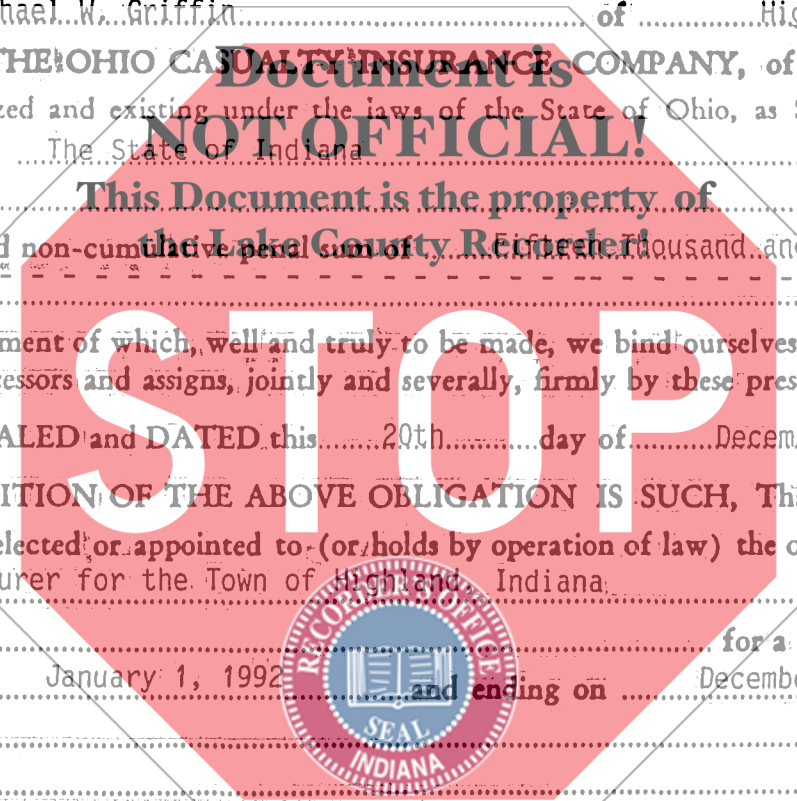 hael W. Griffin of Hig
THE OHIO CASUALTY INSURANCE COMPANY, of
Document is
zed and existing under the laws of the State of Ohio, as S
NOT OFFICIAL!
The State of Indiana
This Document is the property of
the Lake County Recorder!
d non-cumulative penal sum of Fifteen Thousand and
STOP
ment of which, well and truly to be made, we bind ourselves
cessors and assigns, jointly and severally, firmly by these pres
ALED and DATED this 20th day of Decem
ITION OF THE ABOVE OBLIGATION IS SUCH, Th
elected or appointed to (or holds by operation of law) the o
urer for the Town of Highland, Indiana
RECORDER'S OFFICE
for a
January 1, 1992 and ending on Decembe
SEAL
INDIANA